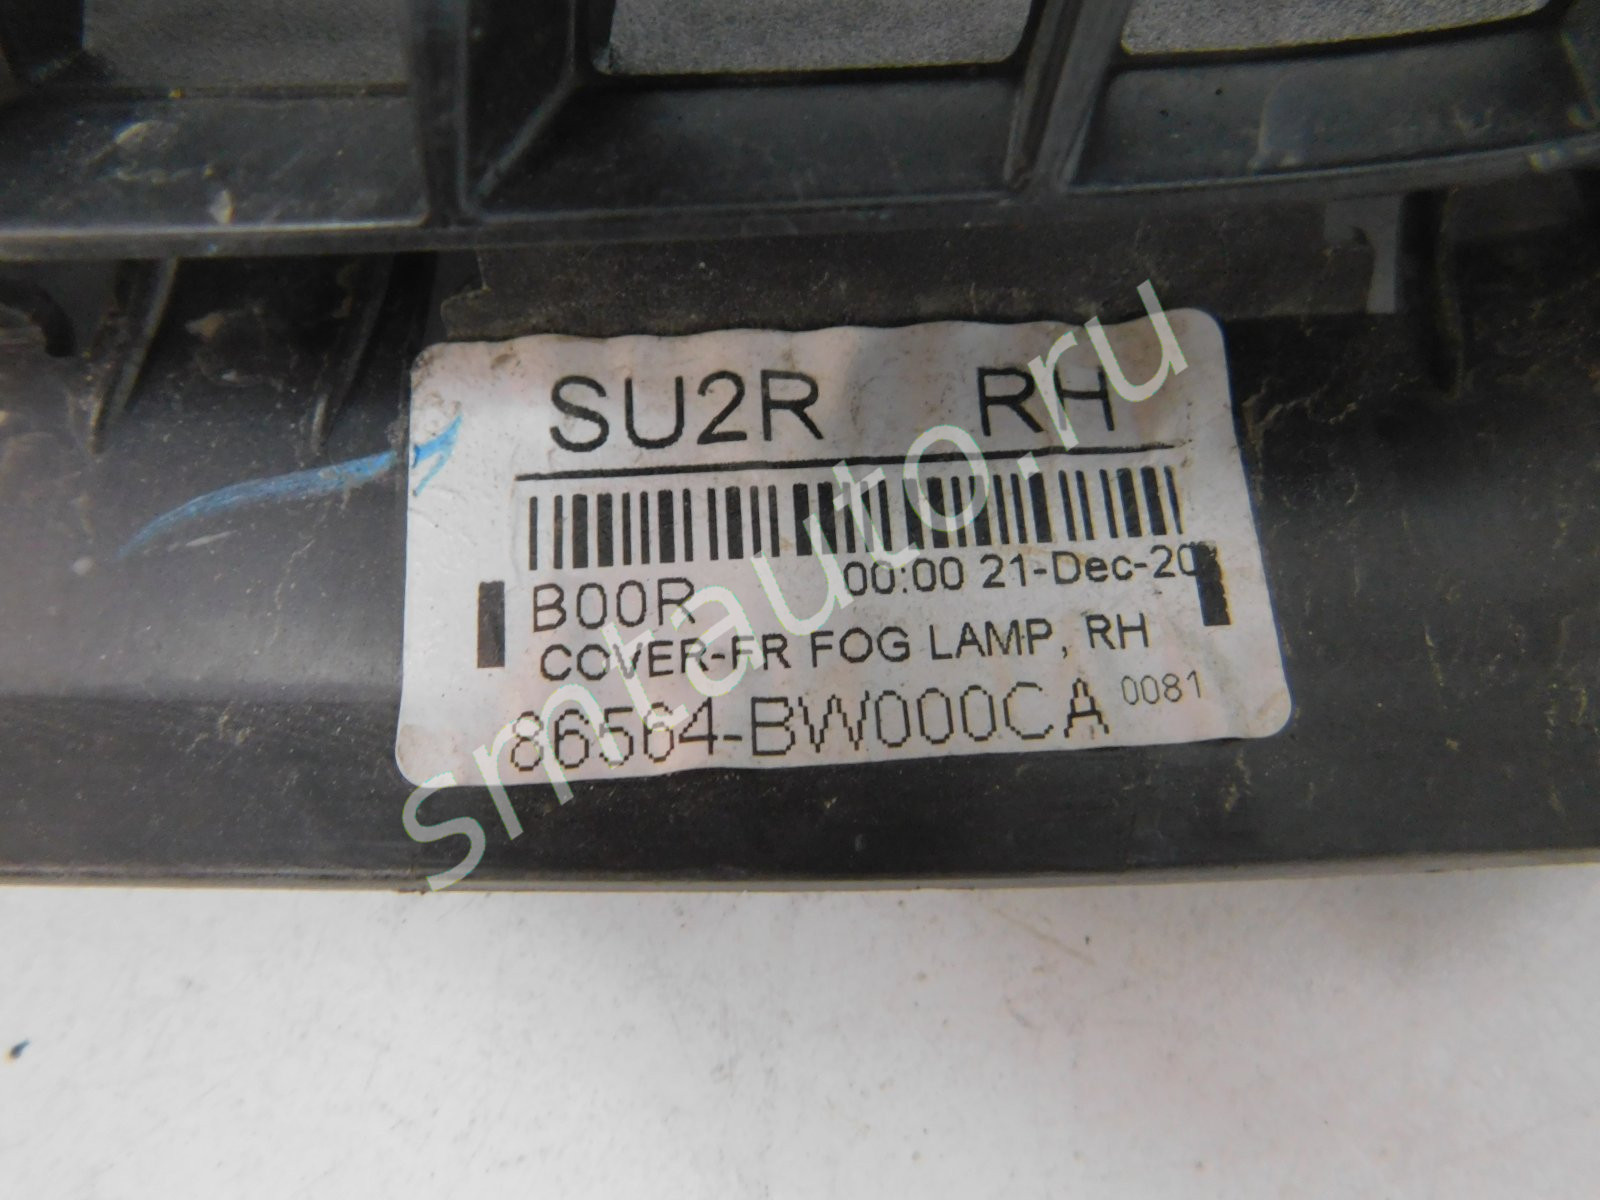 SU2R RH
B00R 00:00 21-Dec-20
COVER-FR FOG LAMP, RH
86564-BW000CA 0081
smtauto.ru